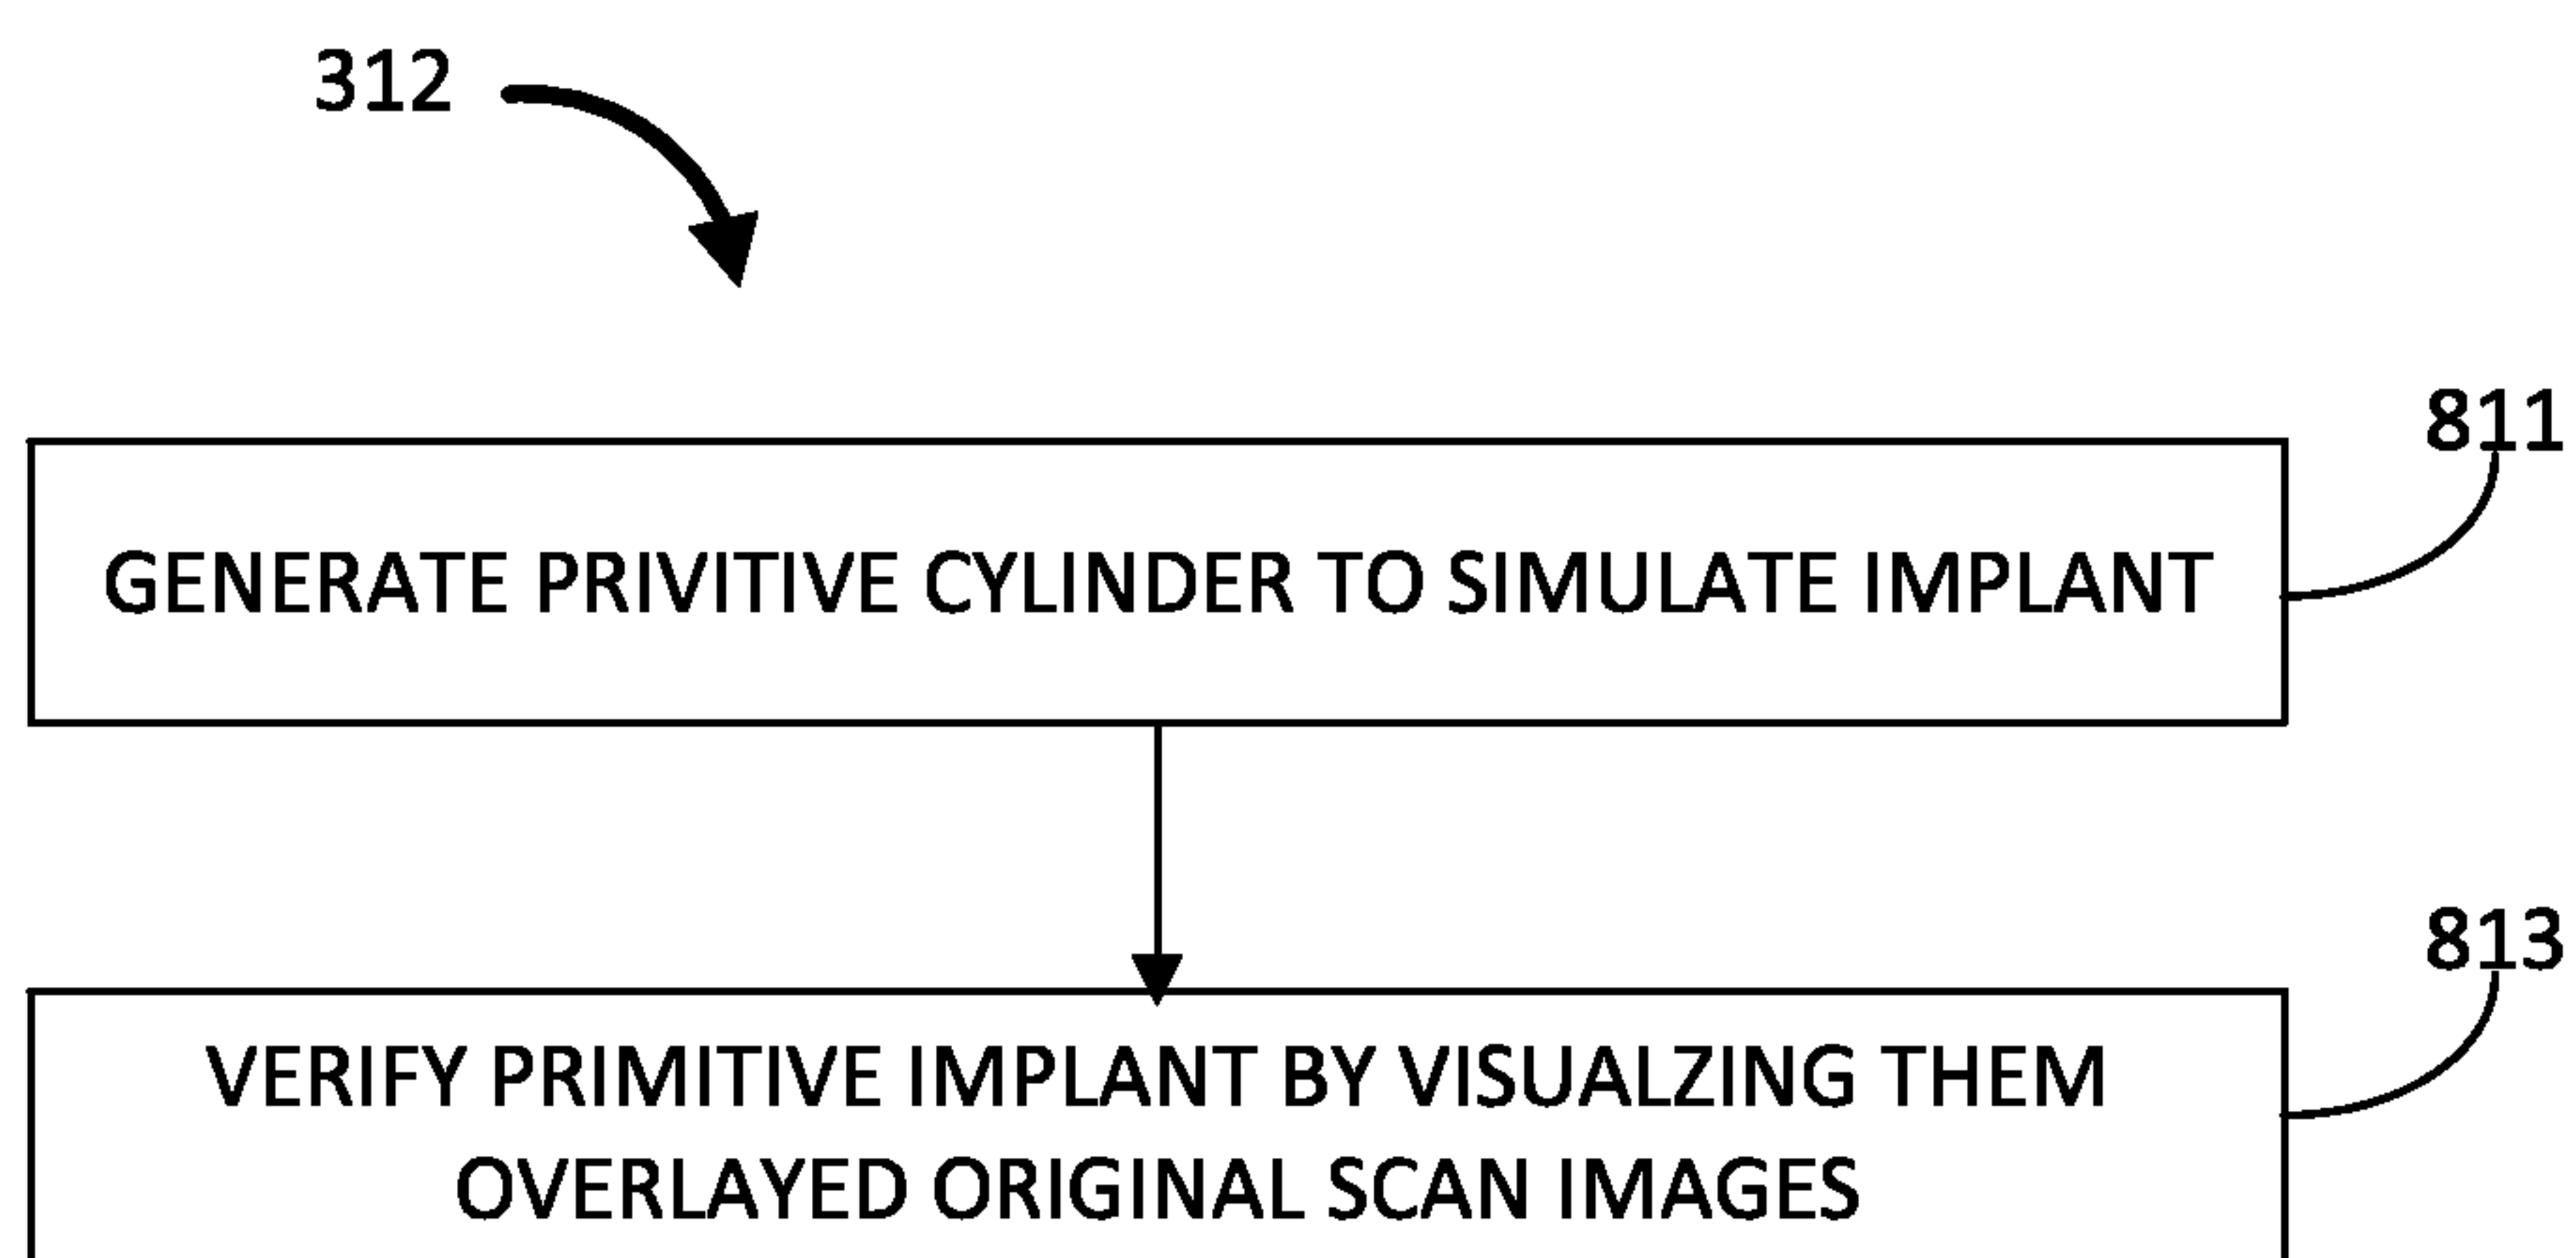 312
811
GENERATE PRIVITIVE CYLINDER TO SIMULATE IMPLANT
813
VERIFY PRIMITIVE IMPLANT BY VISUALZING THEM
OVERLAYED ORIGINAL SCAN IMAGES